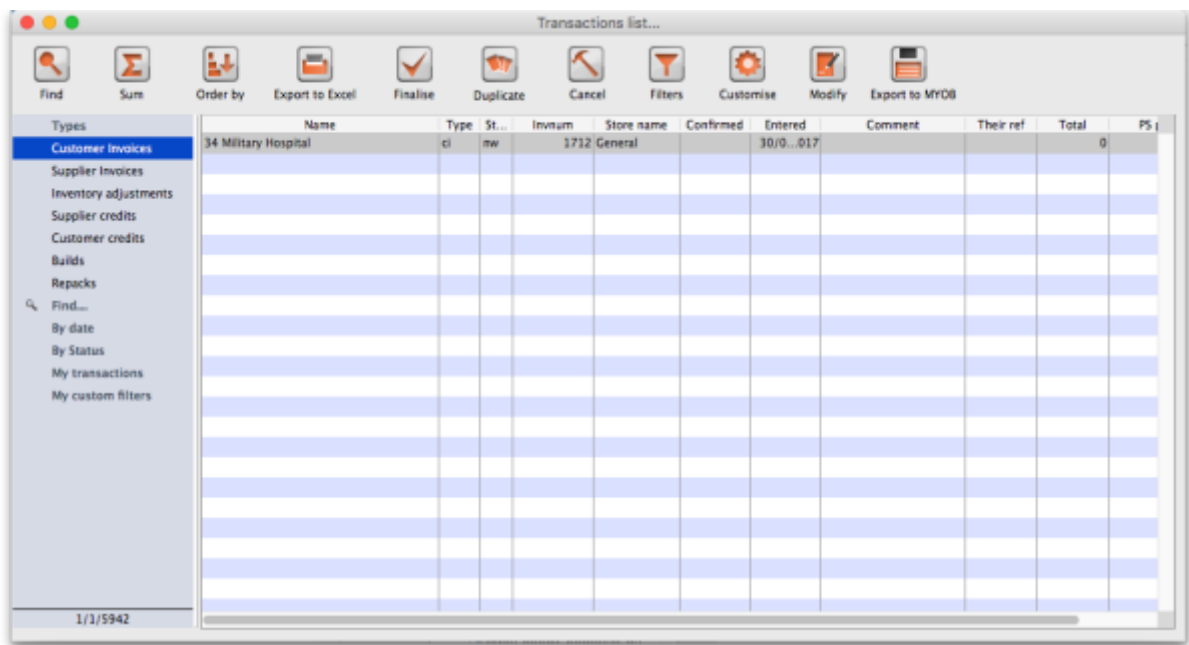 Transactions list...
Find Sum Order by Export to Excel Finalise Duplicate Cancel Filters Customise Modify Export to MYOB
Types
Name Type St... Invnum Store name Confirmed Entered Comment Their ref Total PS
Customer Invoices
34 Military Hospital ci nw 1712 General 30/0...017 0
Supplier Invoices
Inventory adjustments
Supplier credits
Customer credits
Builds
Repacks
Find...
By date
By Status
My transactions
My custom filters
1/1/5942